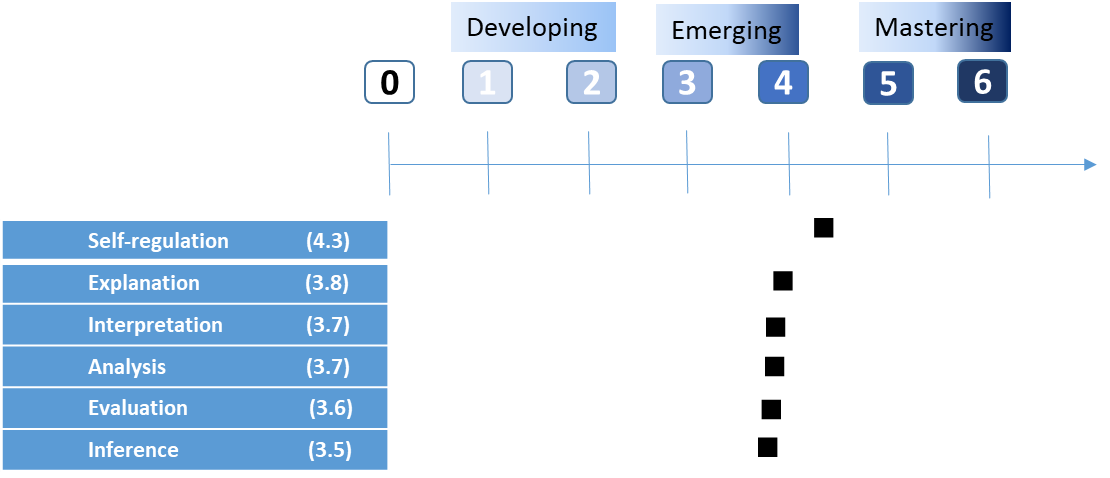 Developing Emerging Mastering
0 1 2 3 4 5 6
Self-regulation (4.3)
Explanation (3.8)
Interpretation (3.7)
Analysis (3.7)
Evaluation (3.6)
Inference (3.5)